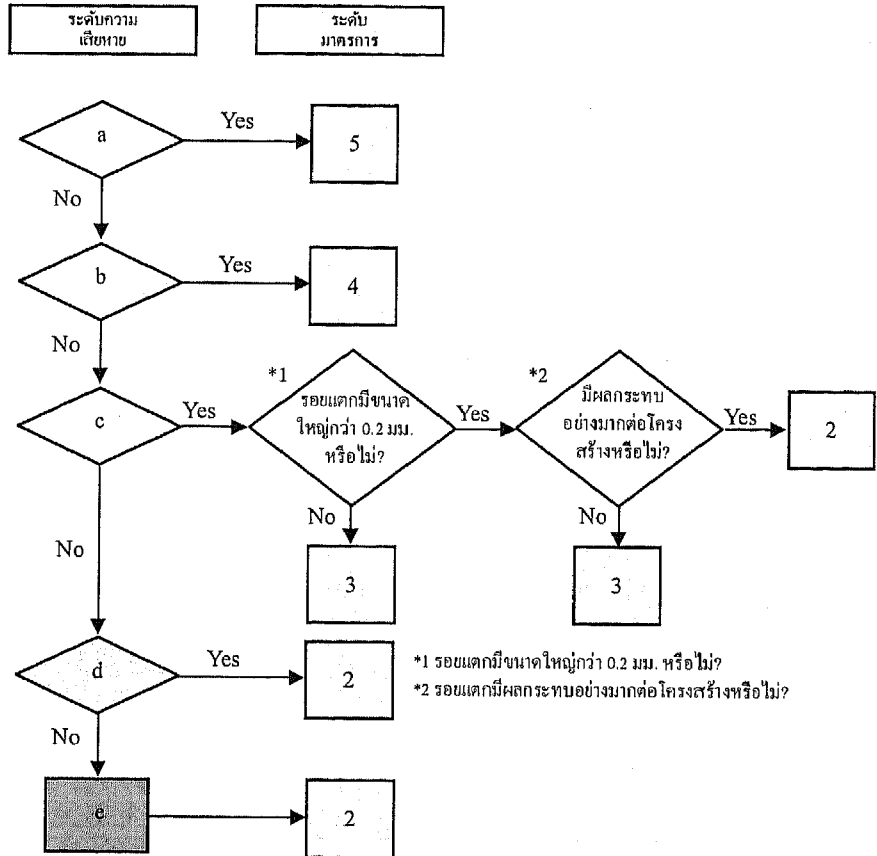 ระดับความ
เสียหาย
ระดับ
มาตรการ
a
Yes
5
No
b
Yes
4
No
*1
*2
c
Yes
รอยแตกมีขนาด
ใหญ่กว่า 0.2 มม.
หรือไม่?
Yes
มีผลกระทบ
อย่างมากต่อโครง
สร้างหรือไม่?
Yes
2
No
No
No
3
3
d
Yes
2
*1 รอยแตกมีขนาดใหญ่กว่า 0.2 มม. หรือไม่?
*2 รอยแตกมีผลกระทบอย่างมากต่อโครงสร้างหรือไม่?
No
e
2